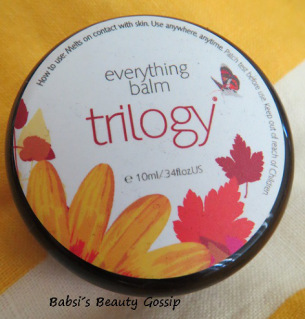 How to use: Melts on contact with skin. Use anywhere, anytime. Patch test before use. Keep out of reach of Children
everything
balm
trilogy
℮ 10ml/.34fl.oz.US
Babsi´s Beauty Gossip